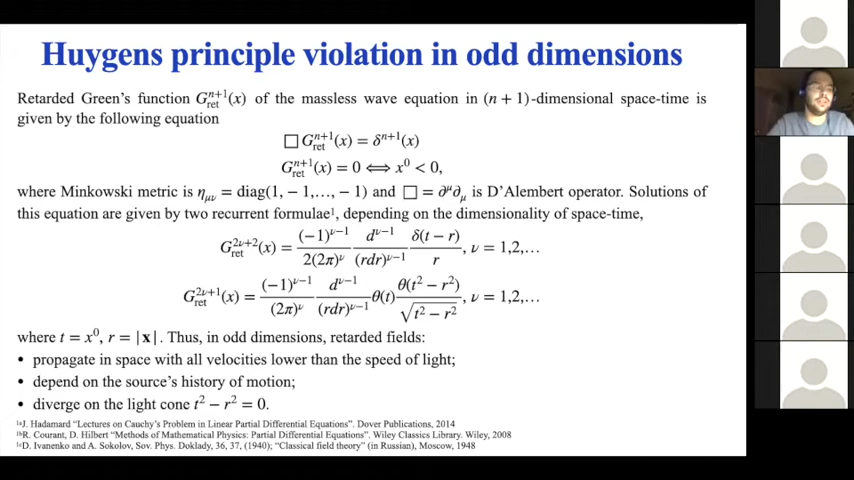 Huygens principle violation in odd dimensions
Retarded Green's function G_ret^{n+1}(x) of the massless wave equation in (n + 1)-dimensional space-time is
given by the following equation
□ G_ret^{n+1}(x) = δ^{n+1}(x)
G_ret^{n+1}(x) = 0 ⟺ x^0 < 0,
where Minkowski metric is η_{μν} = diag(1, − 1,…, − 1) and □ = ∂^μ∂_μ is D'Alembert operator. Solutions of
this equation are given by two recurrent formulae¹, depending on the dimensionality of space-time,
G_ret^{2ν+2}(x) = (−1)^{ν−1}/2(2π)^ν d^{ν−1}/(rdr)^{ν−1} δ(t − r)/r, ν = 1,2,…
G_ret^{2ν+1}(x) = (−1)^{ν−1}/(2π)^ν d^{ν−1}/(rdr)^{ν−1} θ(t) θ(t² − r²)/√(t² − r²), ν = 1,2,…
where t = x^0, r = |x|. Thus, in odd dimensions, retarded fields:
• propagate in space with all velocities lower than the speed of light;
• depend on the source's history of motion;
• diverge on the light cone t² − r² = 0.
¹ᵃJ. Hadamard "Lectures on Cauchy's Problem in Linear Partial Differential Equations". Dover Publications, 2014
¹ᵇR. Courant, D. Hilbert "Methods of Mathematical Physics: Partial Differential Equations". Wiley Classics Library. Wiley, 2008
¹ᶜD. Ivanenko and A. Sokolov, Sov. Phys. Doklady, 36, 37, (1940); "Classical field theory" (in Russian), Moscow, 1948